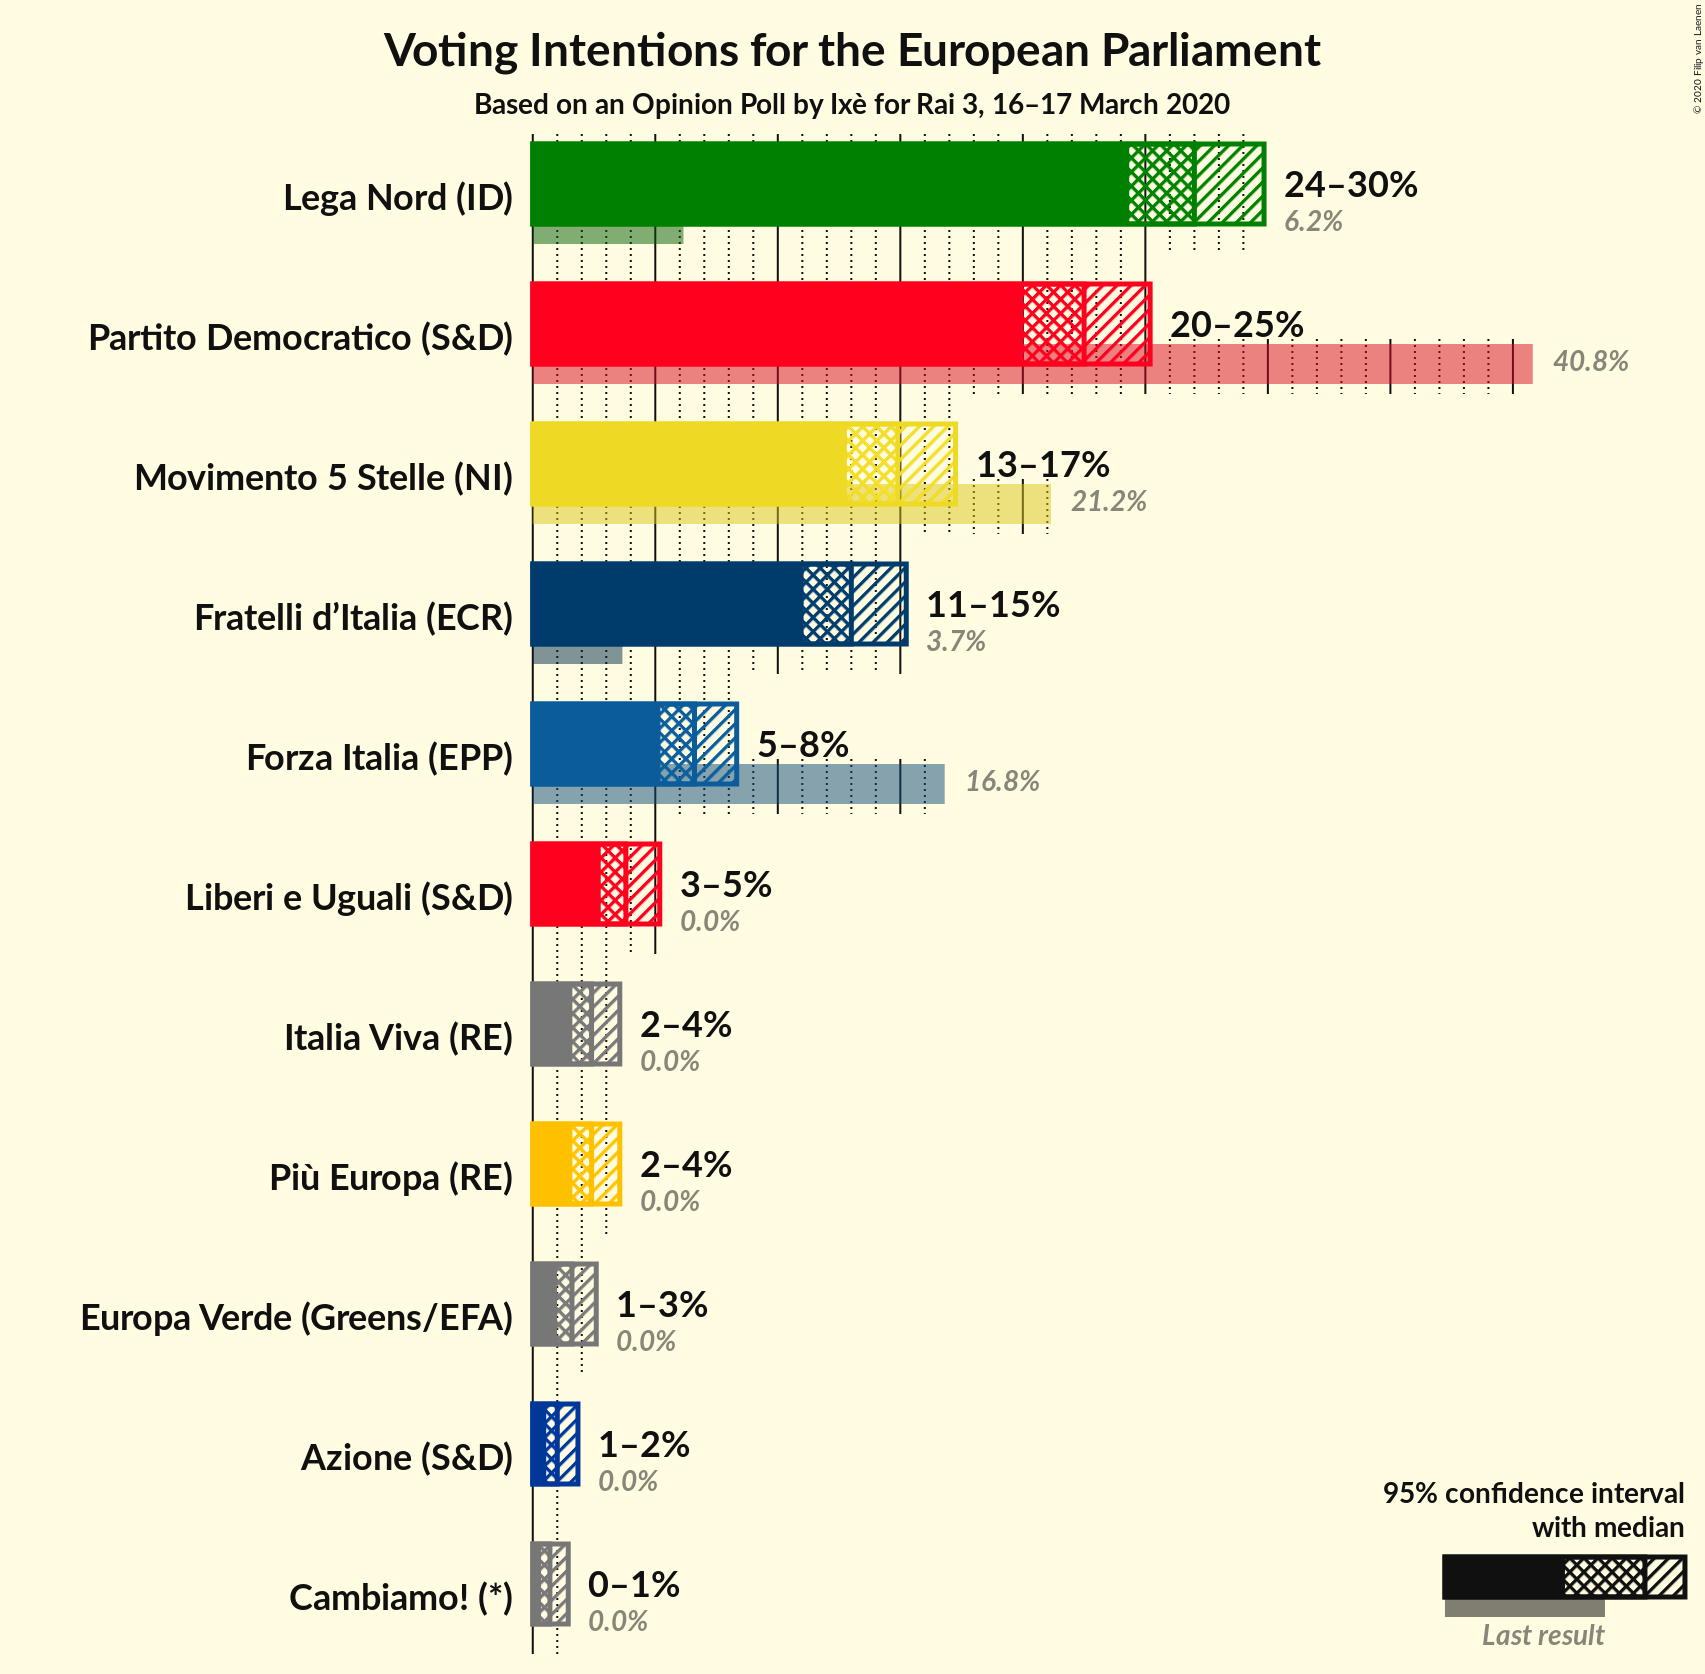 Voting Intentions for the European Parliament
Based on an Opinion Poll by Ixè for Rai 3, 16–17 March 2020
© 2020 Filip van Laenen
Lega Nord (ID)
24–30%
6.2%
Partito Democratico (S&D)
20–25%
40.8%
Movimento 5 Stelle (NI)
13–17%
21.2%
Fratelli d’Italia (ECR)
11–15%
3.7%
Forza Italia (EPP)
5–8%
16.8%
Liberi e Uguali (S&D)
3–5%
0.0%
Italia Viva (RE)
2–4%
0.0%
Più Europa (RE)
2–4%
0.0%
Europa Verde (Greens/EFA)
1–3%
0.0%
Azione (S&D)
1–2%
0.0%
Cambiamo! (*)
0–1%
0.0%
95% confidence interval
with median
Last result